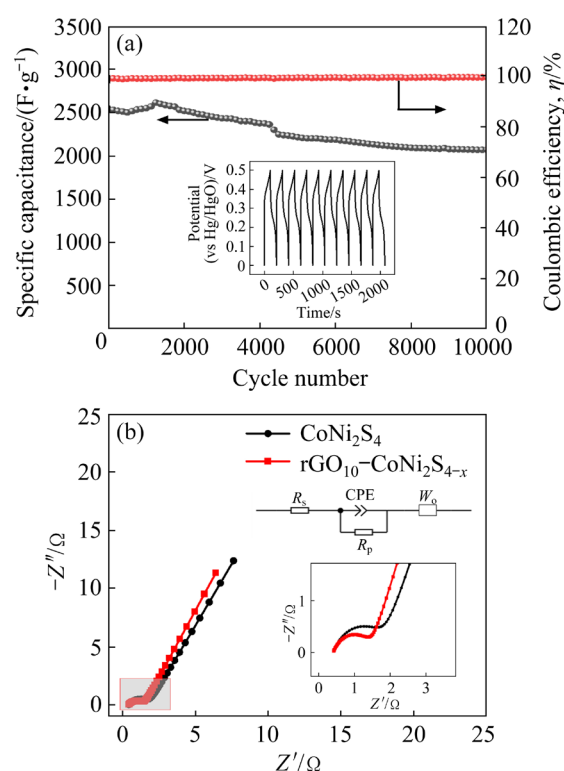 (a)
Specific capacitance/(F•g⁻¹)
3500
3000
2500
2000
1500
1000
500
0
120
100
80
60
40
20
0
Coulombic efficiency, η/%
Potential
(vs Hg/HgO)/V
0.5
0.4
0.3
0.2
0.1
0
0 500 1000 1500 2000
Time/s
2000 4000 6000 8000 10000
Cycle number
(b)
−Z″/Ω
25
20
15
10
5
0
CoNi₂S₄
rGO₁₀−CoNi₂S₄₋ₓ
Rₛ
CPE
Rₚ
Wₒ
−Z″/Ω
1
0
0 1 2 3
Z′/Ω
0 5 10 15 20 25
Z′/Ω